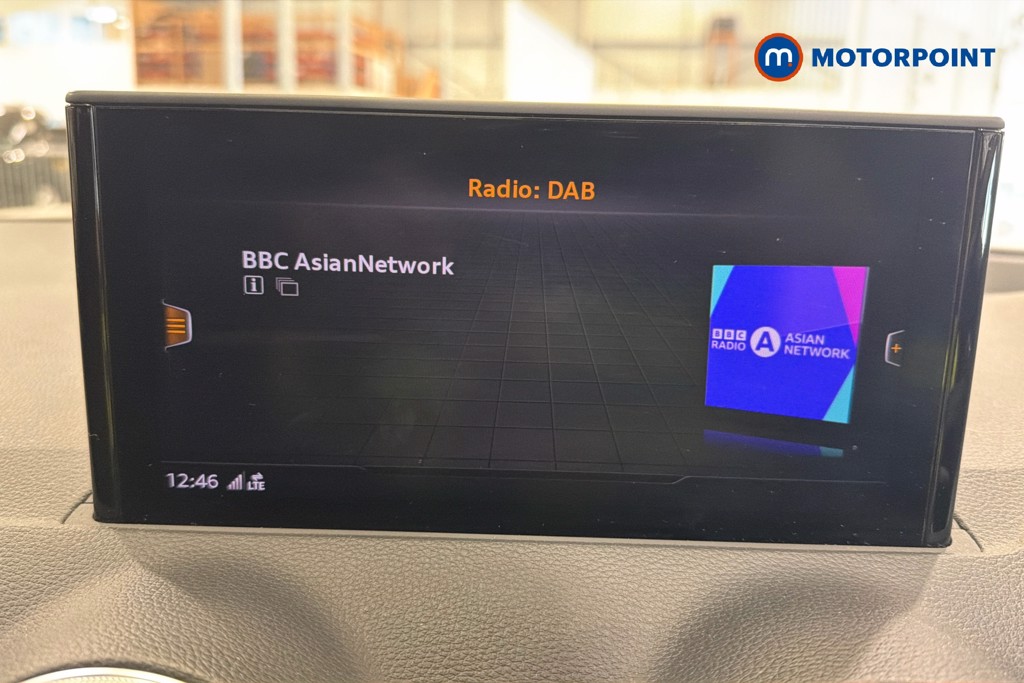 m MOTORPOINT
Radio: DAB
BBC AsianNetwork
i
BBC
RADIO
A
ASIAN
NETWORK
+
12:46
LTE